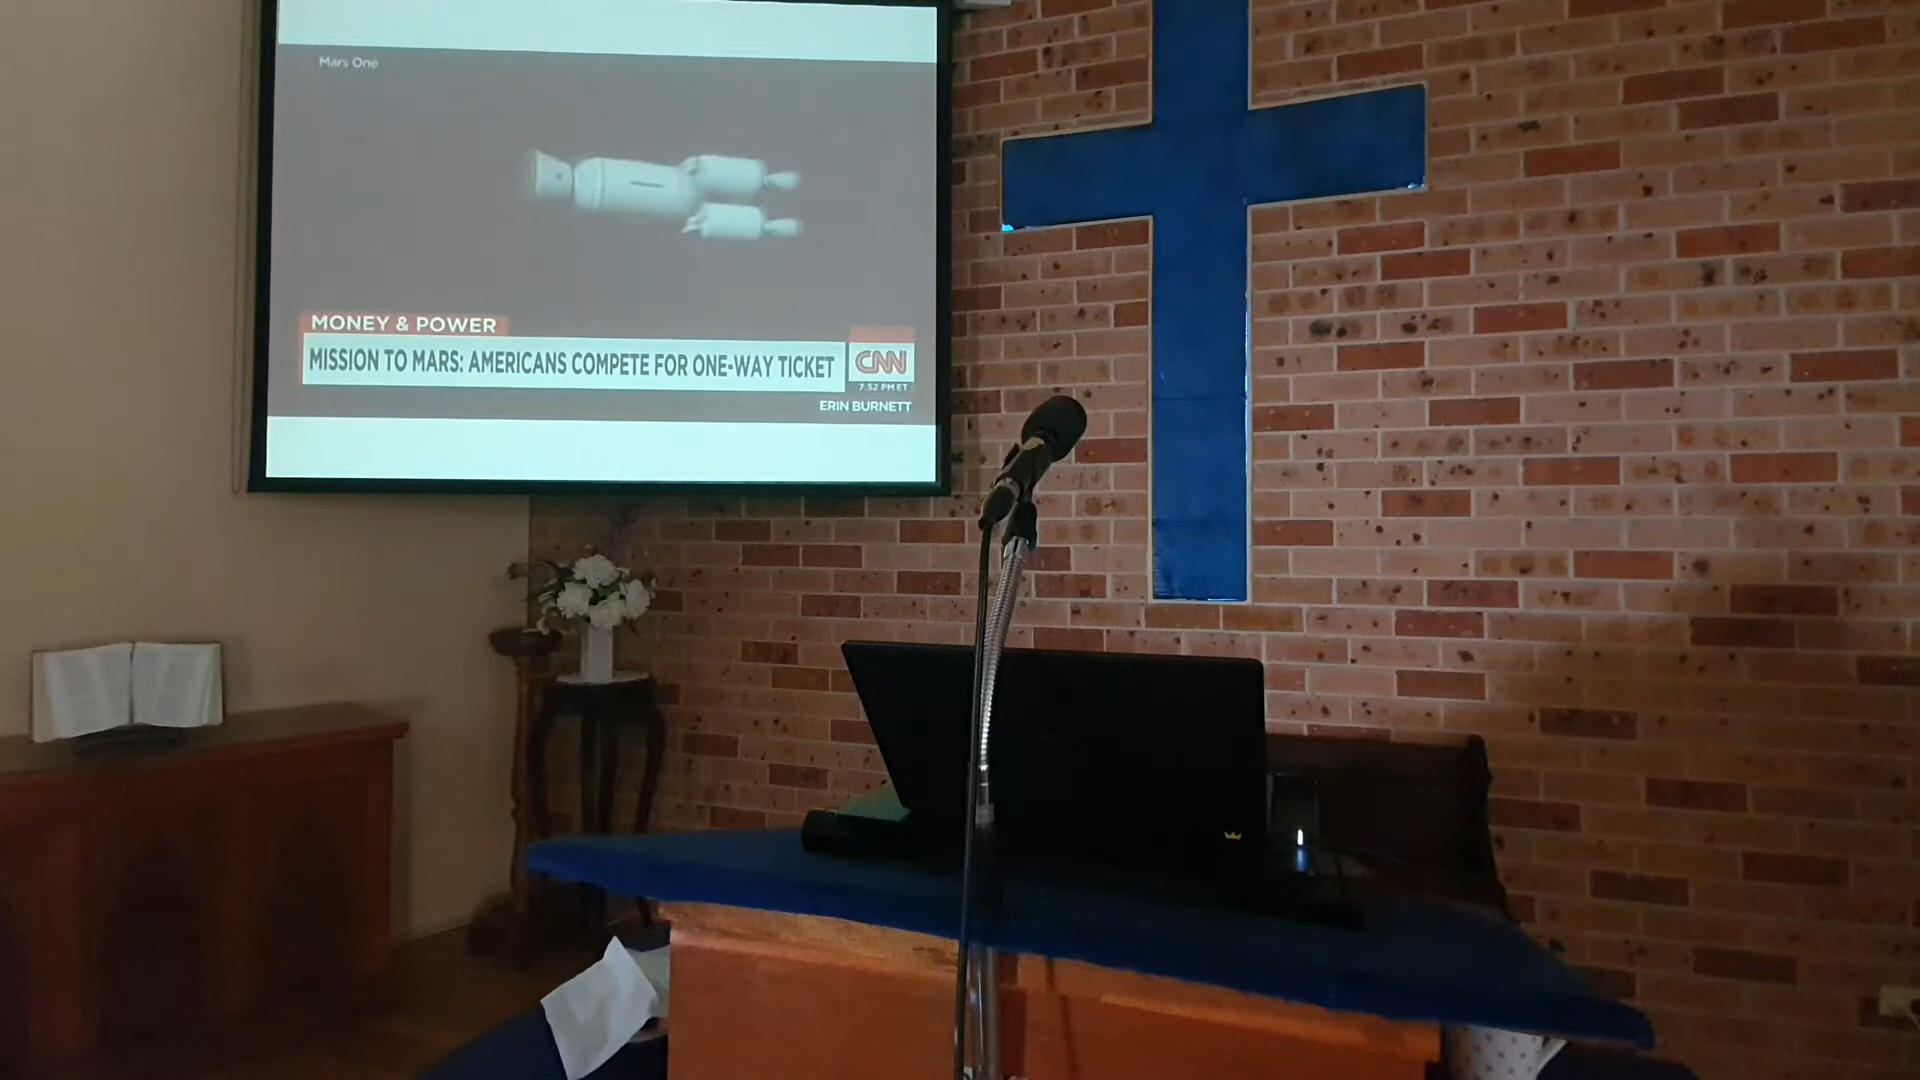 Mars One
MONEY & POWER
MISSION TO MARS: AMERICANS COMPETE FOR ONE-WAY TICKET
CNN
7:52 PM ET
ERIN BURNETT